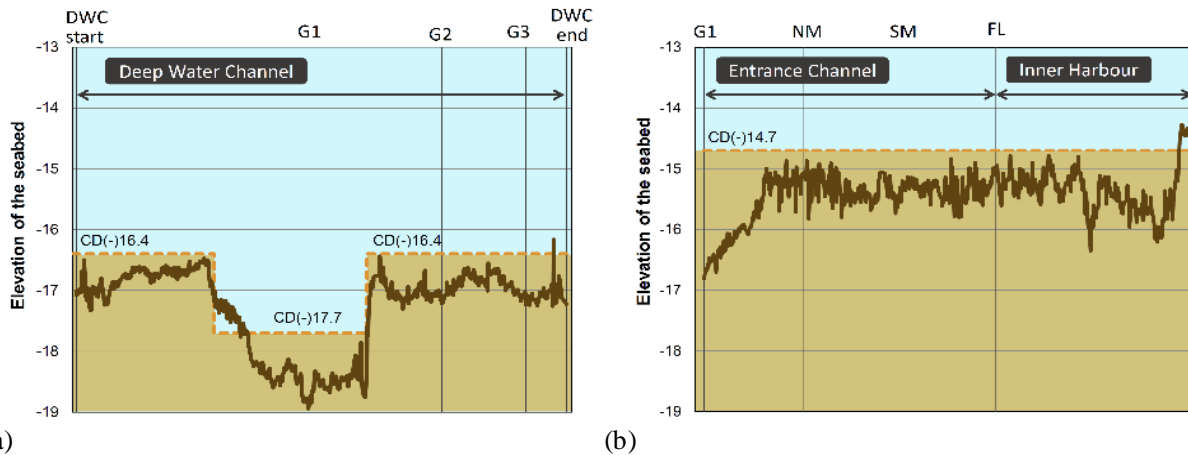 DWC
start
G1
G2
G3
DWC
end
-13
-14
-15
-16
-17
-18
-19
Elevation of the seabed
Deep Water Channel
CD(-)16.4
CD(-)16.4
CD(-)17.7
G1
NM
SM
FL
-13
-14
-15
-16
-17
-18
-19
Elevation of the seabed
Entrance Channel
Inner Harbour
CD(-)14.7
(b)